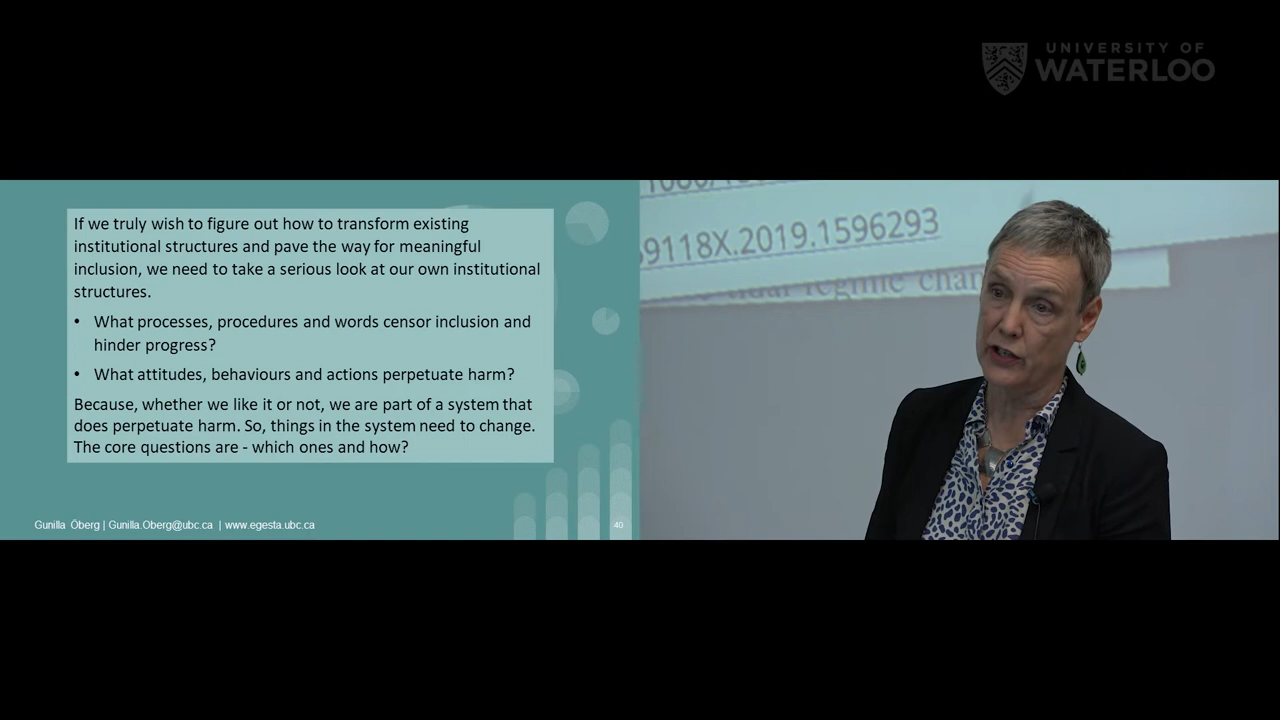 UNIVERSITY OF
WATERLOO
If we truly wish to figure out how to transform existing
institutional structures and pave the way for meaningful
inclusion, we need to take a serious look at our own institutional
structures.
• What processes, procedures and words censor inclusion and
hinder progress?
• What attitudes, behaviours and actions perpetuate harm?
Because, whether we like it or not, we are part of a system that
does perpetuate harm. So, things in the system need to change.
The core questions are - which ones and how?
Gunilla Öberg | Gunilla.Oberg@ubc.ca | www.egesta.ubc.ca
40
9118X.2019.1596293
tidal regime